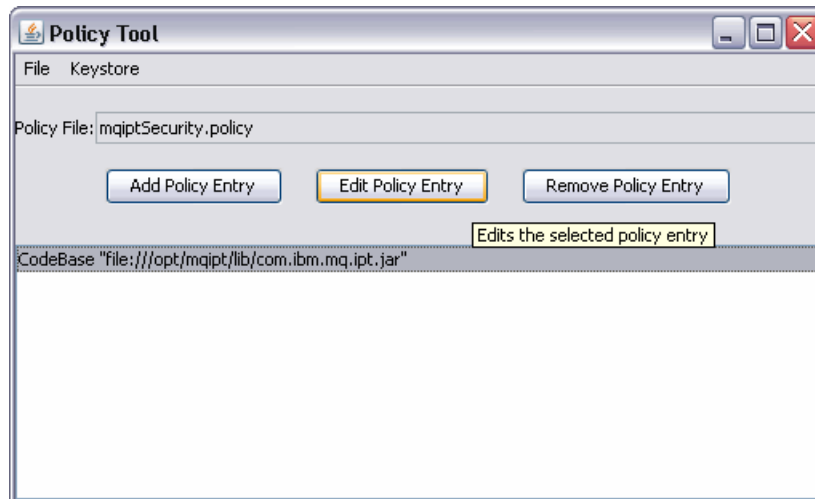 Policy Tool
File Keystore
Policy File: mqiptSecurity.policy
Add Policy Entry Edit Policy Entry Remove Policy Entry
Edits the selected policy entry
CodeBase "file:///opt/mqipt/lib/com.ibm.mq.ipt.jar"